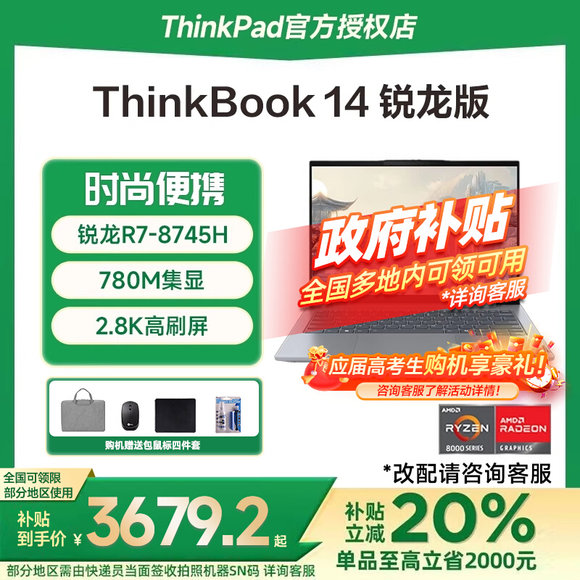 ThinkPad官方授权店
ThinkBook 14 锐龙版
时尚便携
锐龙R7-8745H
780M集显
2.8K高刷屏
政府补贴
全国多地内可领可用
*详询客服
应届高考生购机享豪礼!
咨询客服了解活动详情!
购机赠送包鼠标四件套
AMD
RYZEN
8000 SERIES
AMD
RADEON
GRAPHICS
*改配请咨询客服
全国可领限
部分地区使用
补贴
到手价
¥3679.2起
补贴
立减
20%
单品至高立省2000元
部分地区需由快递员当面签收拍照机器SN码 详询客服